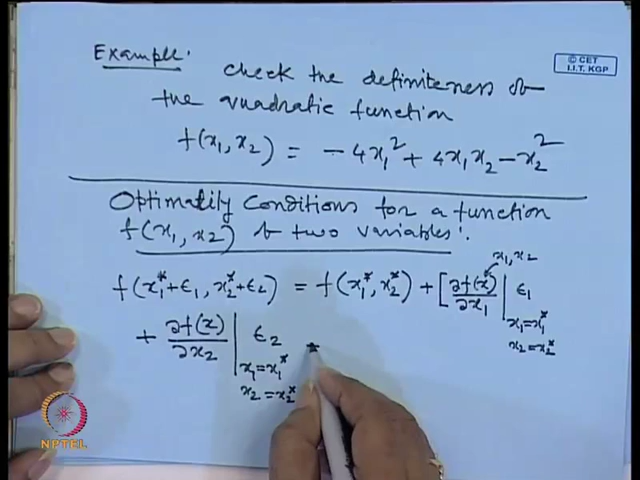 Example:
© CET
I.I.T. KGP
check the definiteness of
the quadratic function
f(x₁, x₂) = -4x₁² + 4x₁x₂ - x₂²
Optimality Conditions for a function
f(x₁, x₂) of two variables:
x₁, x₂
f(x₁*+ϵ₁, x₂*+ϵ₂) = f(x₁*, x₂*) + [∂f(x)/∂x₁ | ϵ₁
x₁=x₁*
x₂=x₂*
+ ∂f(x)/∂x₂ | ϵ₂
x₁=x₁*
x₂=x₂*
NPTEL